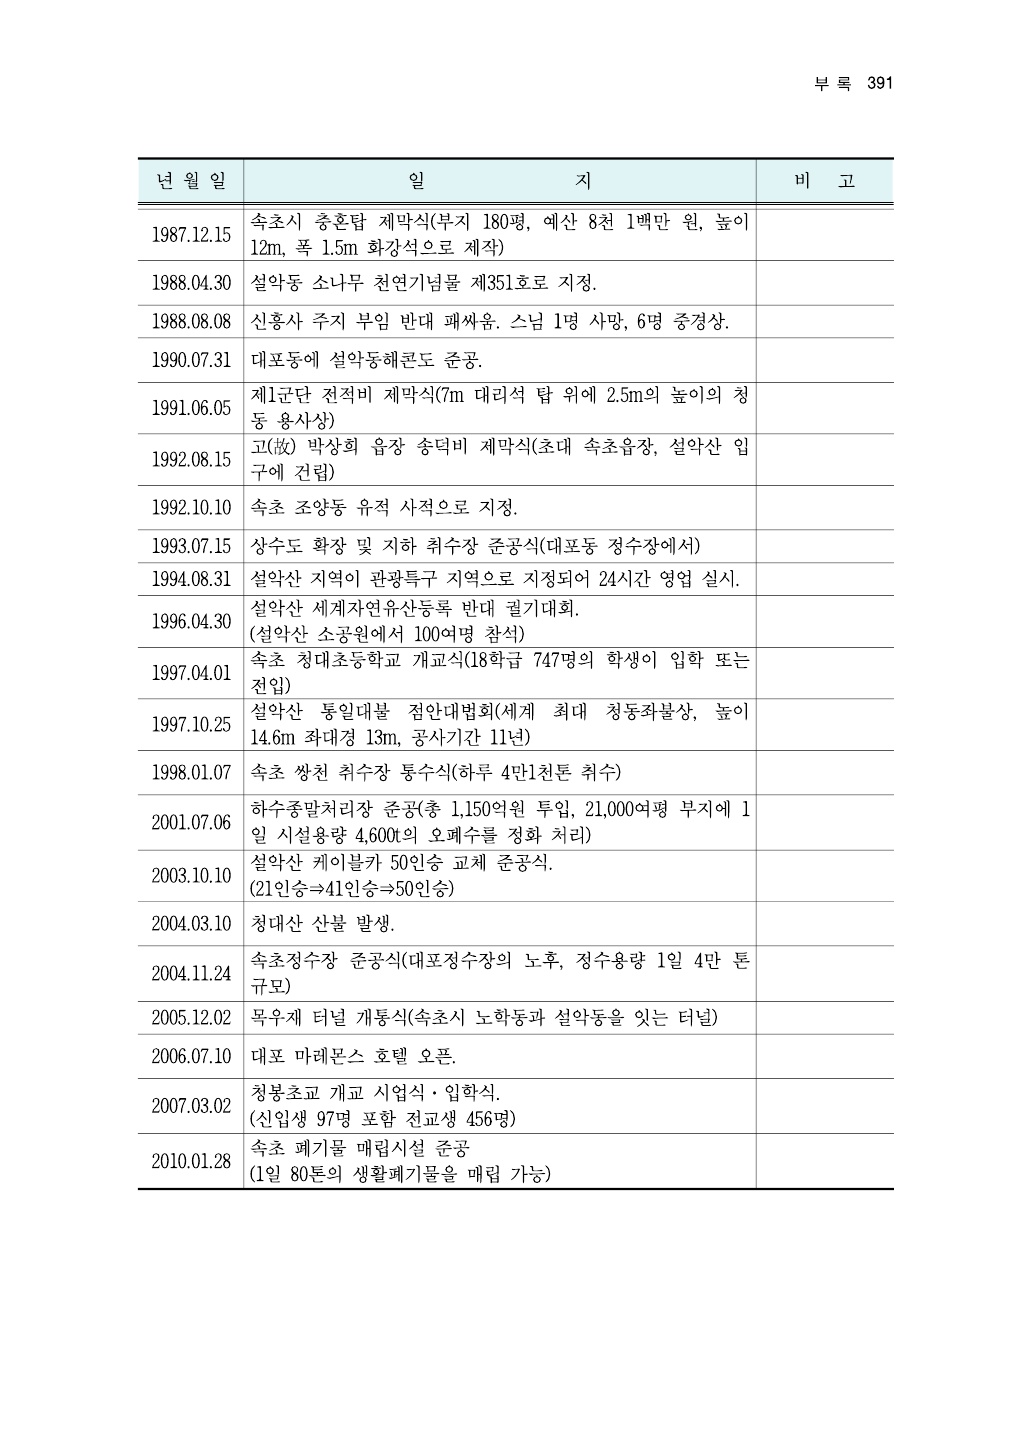 부 록 391
년 월 일 일 지 비 고
1987.12.15 속초시 충혼탑 제막식(부지 180평, 예산 8천 1백만 원, 높이
12m, 폭 1.5m 화강석으로 제작)
1988.04.30 설악동 소나무 천연기념물 제351호로 지정.
1988.08.08 신흥사 주지 부임 반대 패싸움. 스님 1명 사망, 6명 중경상.
1990.07.31 대포동에 설악동해콘도 준공.
1991.06.05 제1군단 전적비 제막식(7m 대리석 탑 위에 2.5m의 높이의 청
동 용사상)
1992.08.15 고(故) 박상희 읍장 송덕비 제막식(초대 속초읍장, 설악산 입
구에 건립)
1992.10.10 속초 조양동 유적 사적으로 지정.
1993.07.15 상수도 확장 및 지하 취수장 준공식(대포동 정수장에서)
1994.08.31 설악산 지역이 관광특구 지역으로 지정되어 24시간 영업 실시.
1996.04.30 설악산 세계자연유산등록 반대 궐기대회.
(설악산 소공원에서 100여명 참석)
1997.04.01 속초 청대초등학교 개교식(18학급 747명의 학생이 입학 또는
전입)
1997.10.25 설악산 통일대불 점안대법회(세계 최대 청동좌불상, 높이
14.6m 좌대경 13m, 공사기간 11년)
1998.01.07 속초 쌍천 취수장 통수식(하루 4만1천톤 취수)
2001.07.06 하수종말처리장 준공(총 1,150억원 투입, 21,000여평 부지에 1
일 시설용량 4,600t의 오폐수를 정화 처리)
2003.10.10 설악산 케이블카 50인승 교체 준공식.
(21인승⇒41인승⇒50인승)
2004.03.10 청대산 산불 발생.
2004.11.24 속초정수장 준공식(대포정수장의 노후, 정수용량 1일 4만 톤
규모)
2005.12.02 목우재 터널 개통식(속초시 노학동과 설악동을 잇는 터널)
2006.07.10 대포 마레몬스 호텔 오픈.
2007.03.02 청봉초교 개교 시업식・입학식.
(신입생 97명 포함 전교생 456명)
2010.01.28 속초 폐기물 매립시설 준공
(1일 80톤의 생활폐기물을 매립 가능)